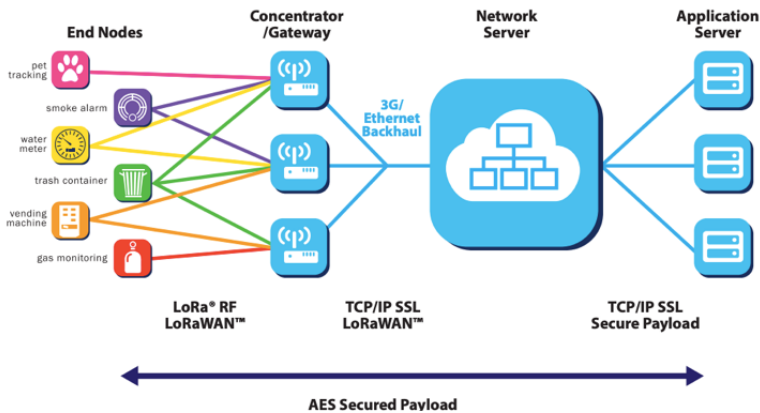 End Nodes
Concentrator
/Gateway
Network
Server
Application
Server
pet
tracking
smoke alarm
water
meter
trash container
vending
machine
gas monitoring
3G/
Ethernet
Backhaul
LoRa® RF
LoRaWAN™
TCP/IP SSL
LoRaWAN™
TCP/IP SSL
Secure Payload
AES Secured Payload